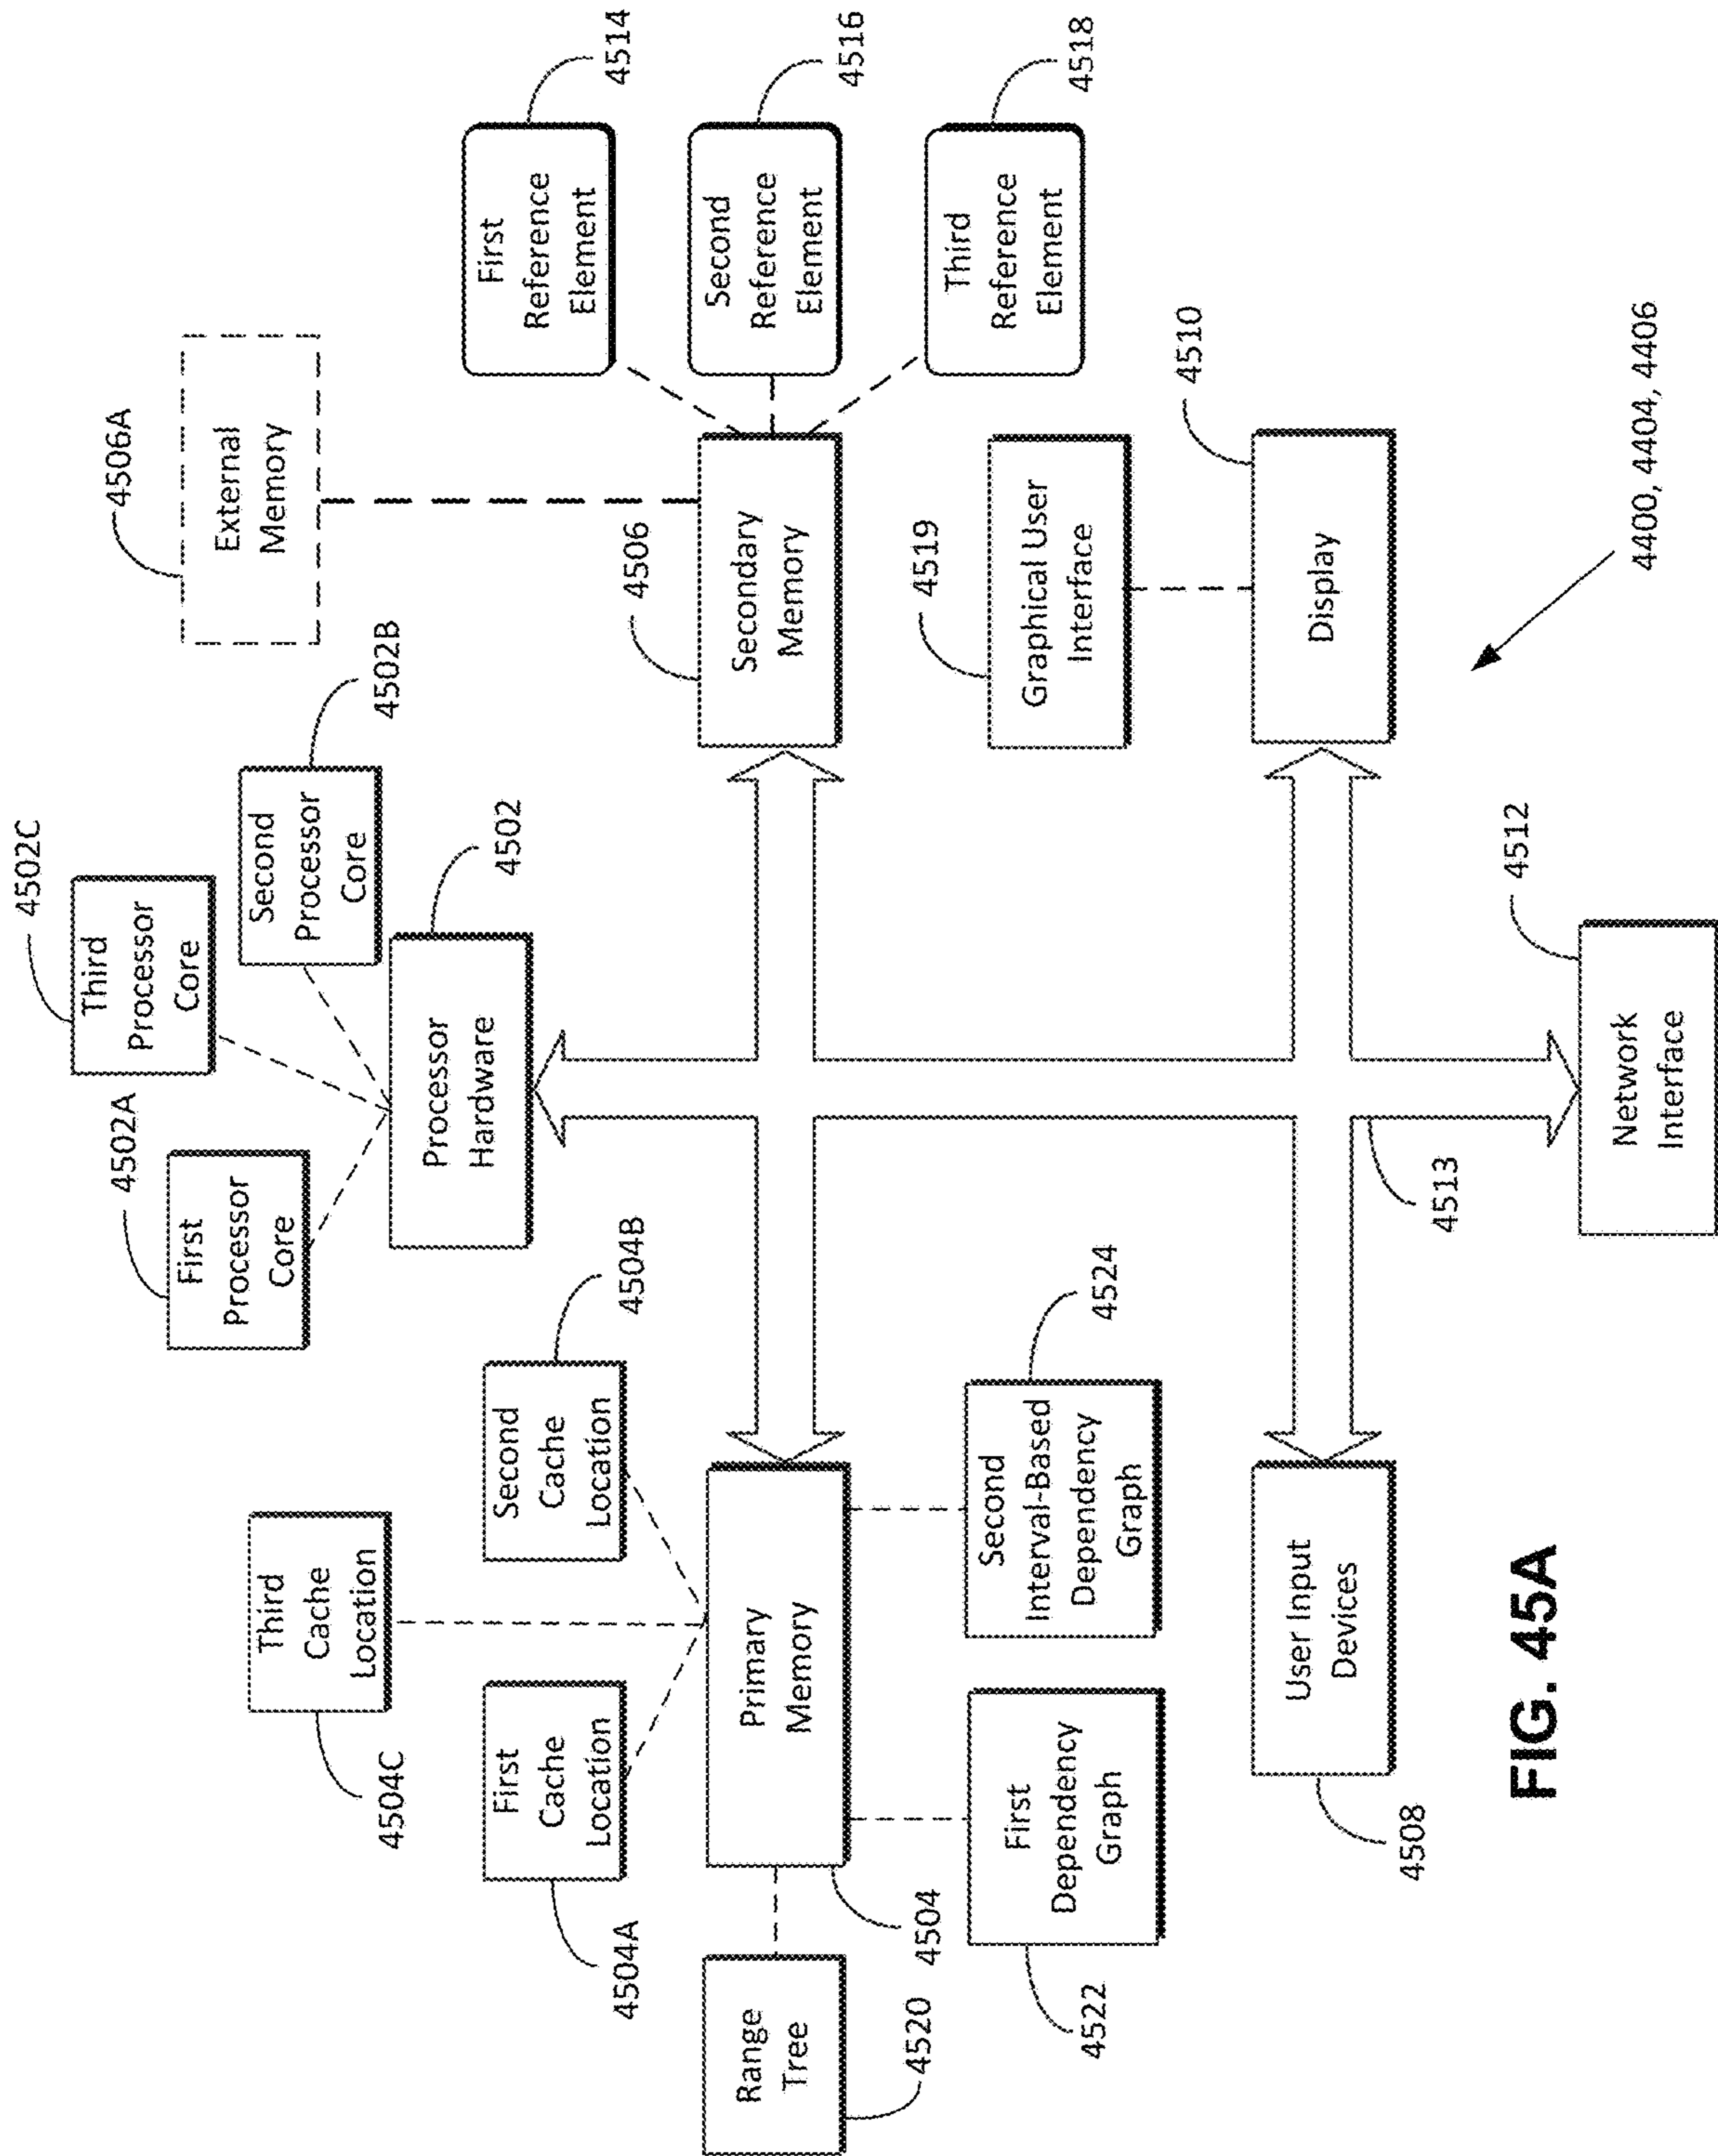 4502C
Third
Processor
Core
4502A
First
Processor
Core
4502B
Second
Processor
Core
4506A
External
Memory
4504C
Third
Cache
Location
4502
Processor
Hardware
4504A
First
Cache
Location
4504B
Second
Cache
Location
4514
First
Reference
Element
4520
Range
Tree
4504
Primary
Memory
4506
Secondary
Memory
4516
Second
Reference
Element
4518
Third
Reference
Element
4522
First
Dependency
Graph
4524
Second
Interval-Based
Dependency
Graph
4519
Graphical User
Interface
4508
User Input
Devices
4510
Display
4513
4512
Network
Interface
4400, 4404, 4406
FIG. 45A